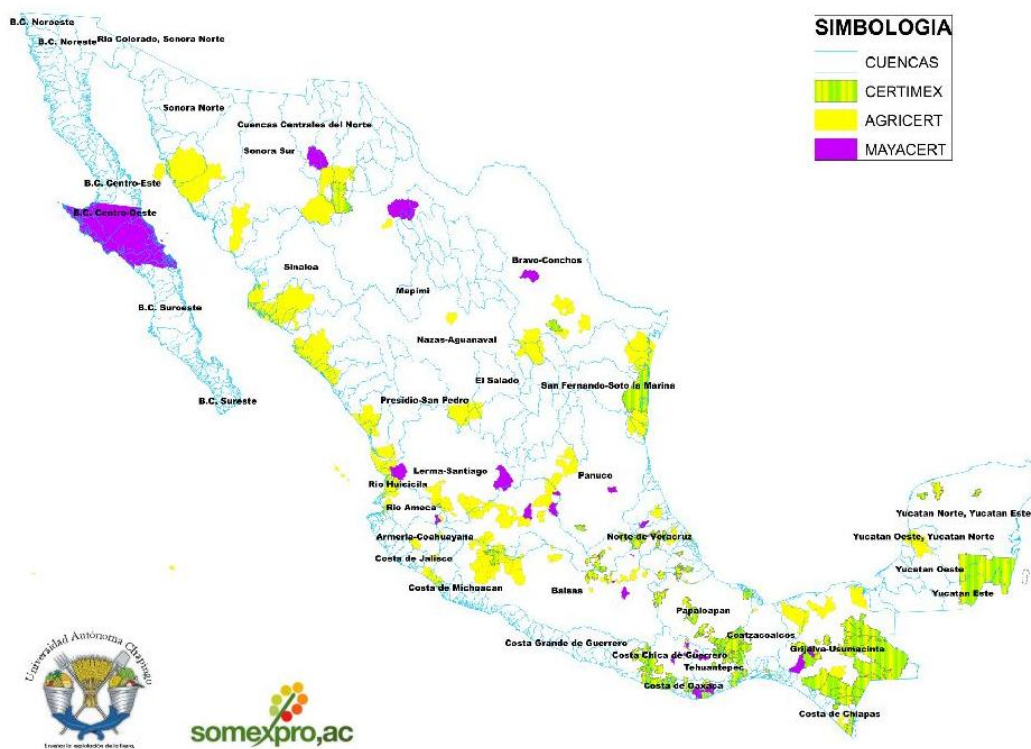 B.C. Noroeste
B.C. Noreste
Rio Colorado, Sonora Norte
Sonora Norte
Cuencas Centrales del Norte
Sonora Sur
B.C. Centro-Este
B.C. Centro-Oeste
Bravo-Conchos
Sinaloa
Mapimi
B.C. Suroeste
Nazas-Aguanaval
El Salado
San Fernando-Soto la Marina
B.C. Sureste
Presidio-San Pedro
Lerma-Santiago
Panuco
Rio Huicicila
Rio Ameca
Yucatan Norte, Yucatan Este
Armeria-Coahuayana
Norte de Veracruz
Yucatan Oeste, Yucatan Norte
Costa de Jalisco
Yucatan Oeste
Costa de Michoacan
Balsas
Yucatan Este
Papaloapan
Coatzacoalcos
Costa Grande de Guerrero
Costa Chica de Guerrero
Grijalva-Usumacinta
Tehuantepec
Costa de Oaxaca
Costa de Chiapas
SIMBOLOGIA
CUENCAS
CERTIMEX
AGRICERT
MAYACERT
Universidad Autónoma Chapingo
somexpro,ac